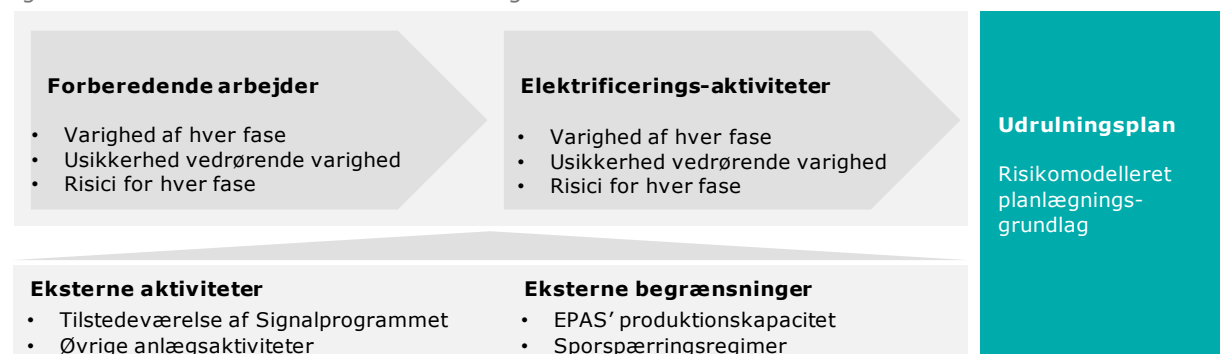 Forberedende arbejder
• Varighed af hver fase
• Usikkerhed vedrørende varighed
• Risici for hver fase
Elektrificerings-aktiviteter
• Varighed af hver fase
• Usikkerhed vedrørende varighed
• Risici for hver fase
Udrulningsplan
Risikomodelleret
planlægnings-
grundlag
Eksterne aktiviteter
• Tilstedeværelse af Signalprogrammet
• Øvrige anlægsaktiviteter
Eksterne begrænsninger
• EPAS’ produktionskapacitet
• Sporspærringsregimer